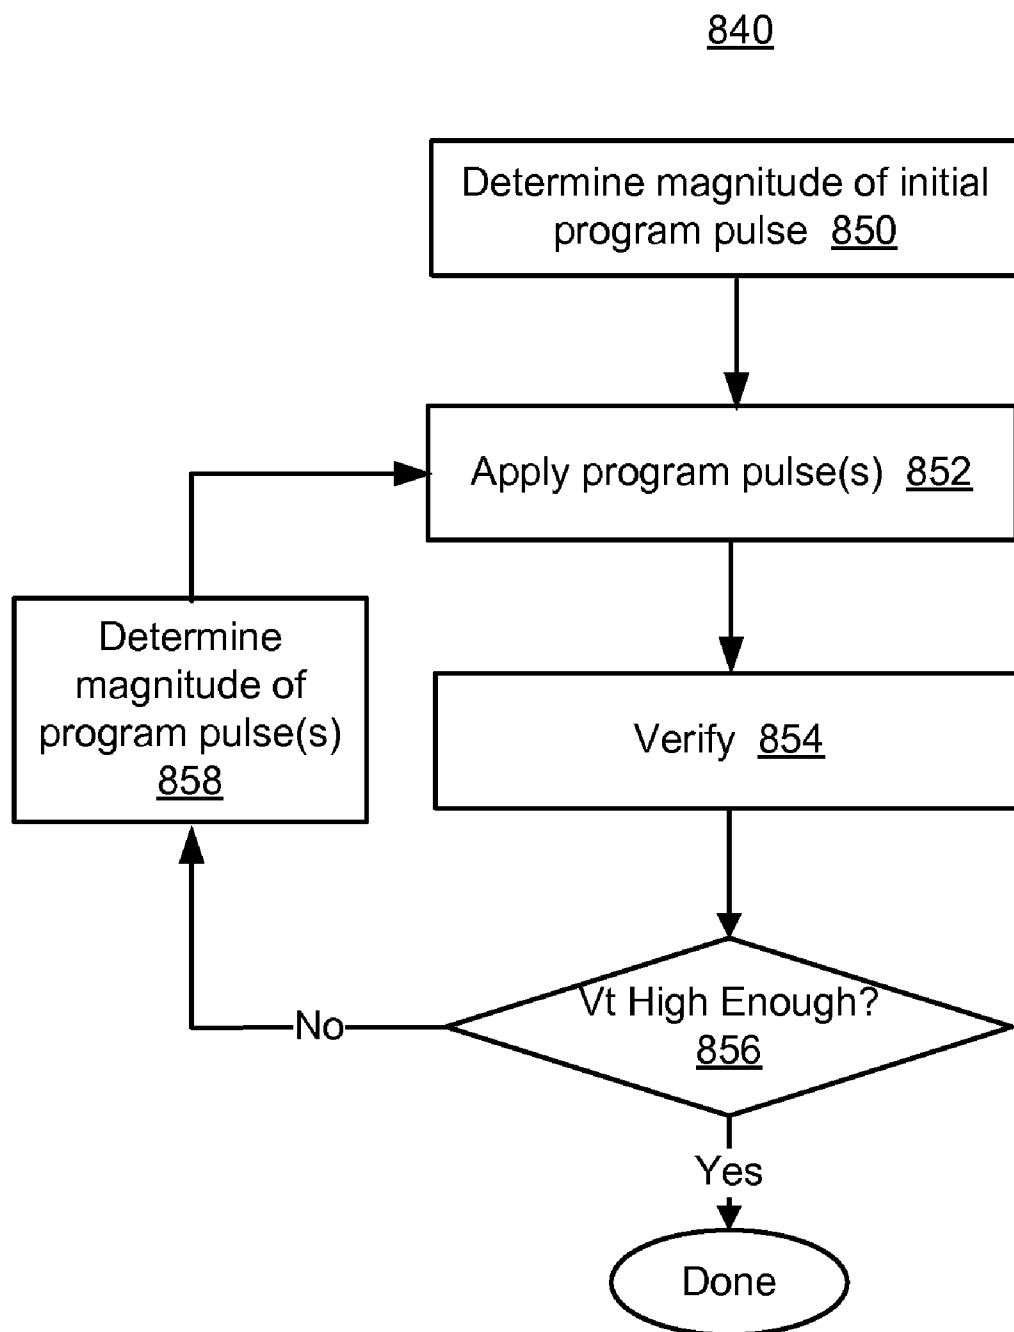 840
Determine magnitude of initial
program pulse 850
Apply program pulse(s) 852
Determine
magnitude of
program pulse(s)
858
Verify 854
Vt High Enough?
856
No
Yes
Done